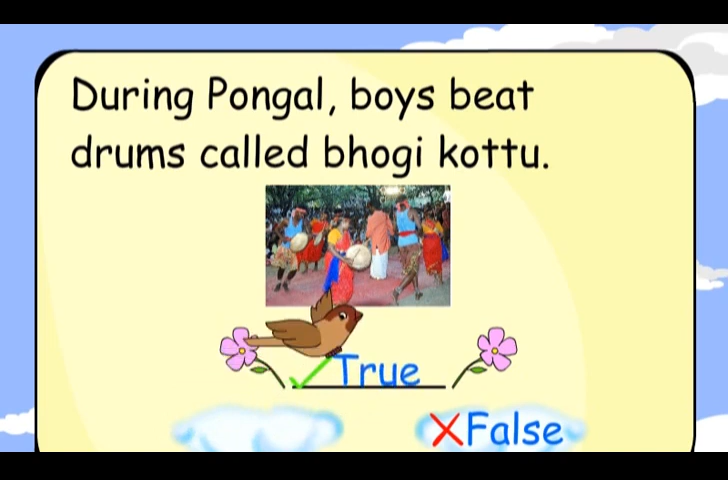 During Pongal, boys beat
drums called bhogi kottu.
True
False